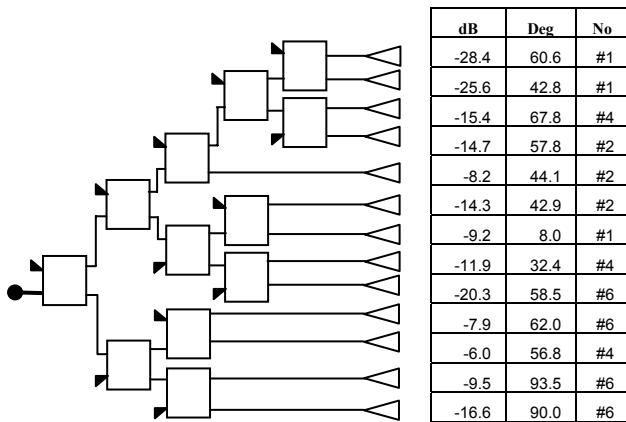 dB Deg No
-28.4 60.6 #1
-25.6 42.8 #1
-15.4 67.8 #4
-14.7 57.8 #2
-8.2 44.1 #2
-14.3 42.9 #2
-9.2 8.0 #1
-11.9 32.4 #4
-20.3 58.5 #6
-7.9 62.0 #6
-6.0 56.8 #4
-9.5 93.5 #6
-16.6 90.0 #6